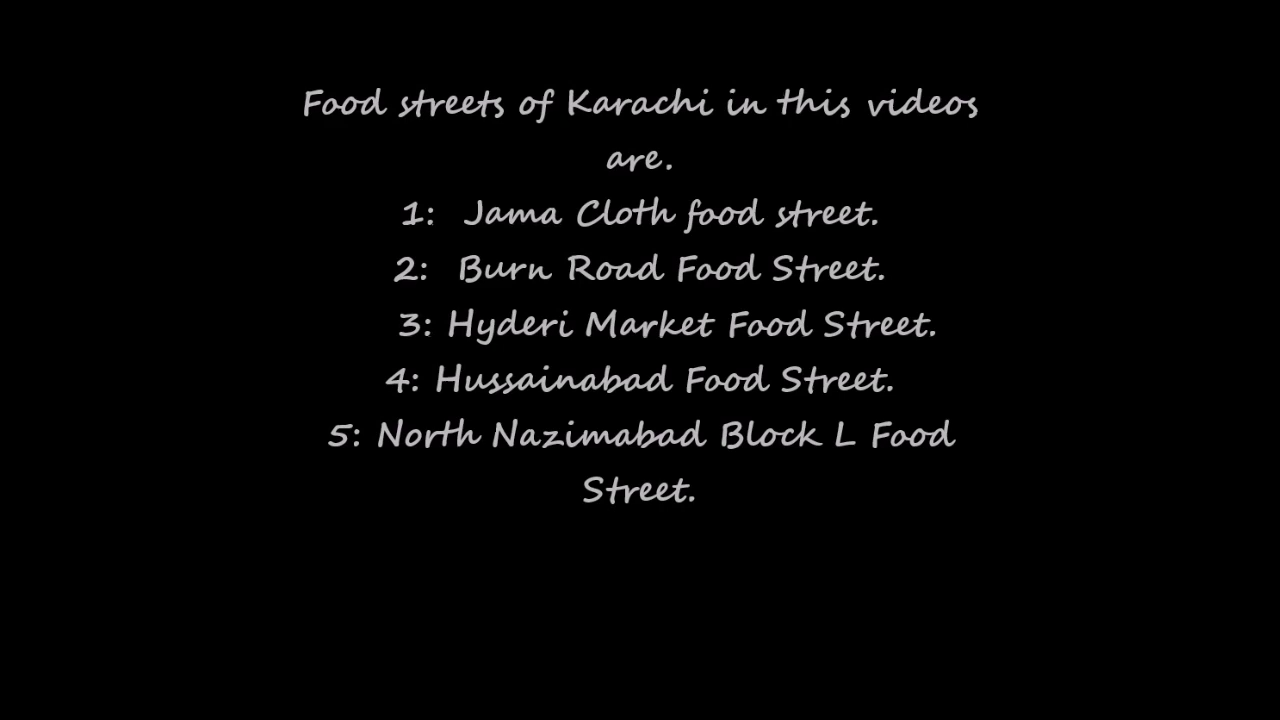 Food streets of Karachi in this videos
are.
1: Jama Cloth food street.
2: Burn Road Food Street.
3: Hyderi Market Food Street.
4: Hussainabad Food Street.
5: North Nazimabad Block L Food
Street.